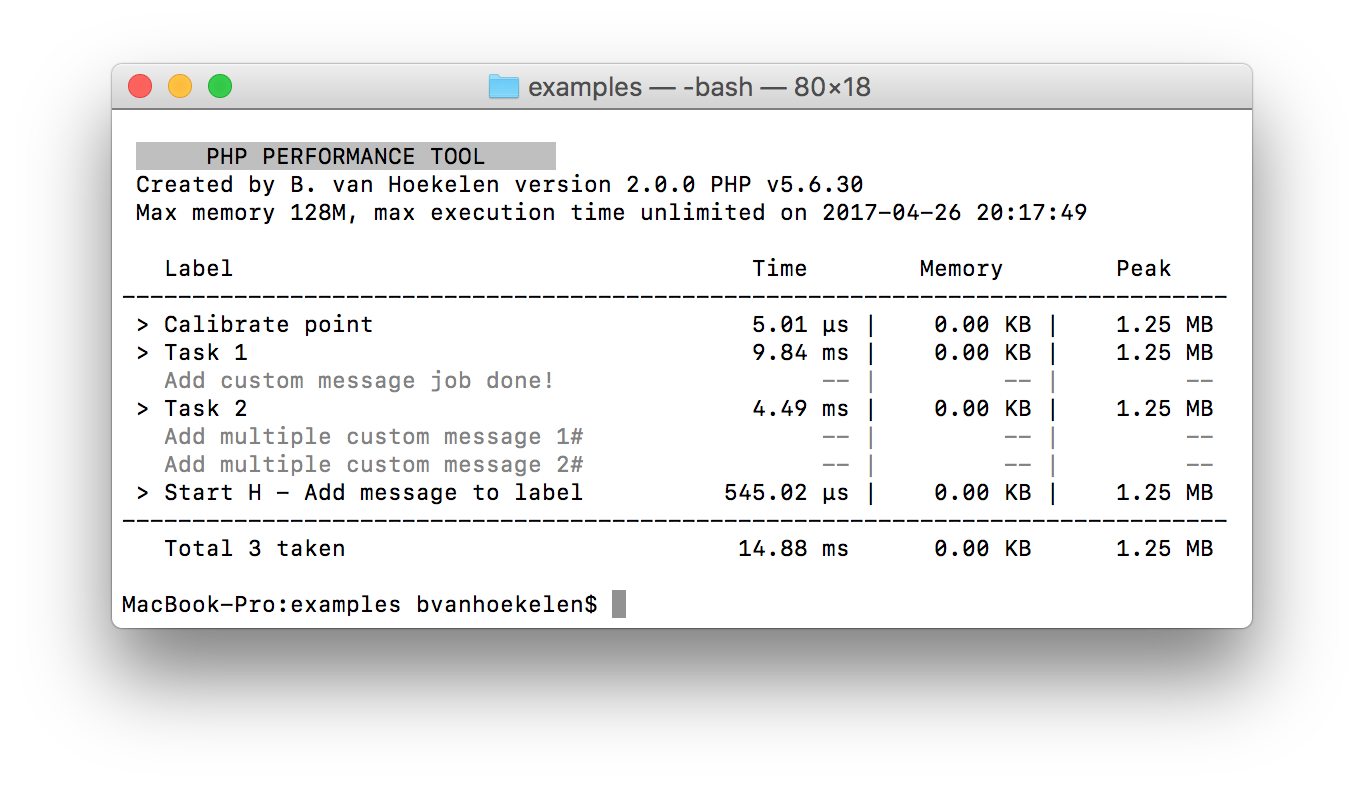 examples — -bash — 80×18
PHP PERFORMANCE TOOL
Created by B. van Hoekelen version 2.0.0 PHP v5.6.30
Max memory 128M, max execution time unlimited on 2017-04-26 20:17:49
Label Time Memory Peak
-------------------------------------------------------------------------------
> Calibrate point 5.01 µs | 0.00 KB | 1.25 MB
> Task 1 9.84 ms | 0.00 KB | 1.25 MB
Add custom message job done! -- | -- | --
> Task 2 4.49 ms | 0.00 KB | 1.25 MB
Add multiple custom message 1# -- | -- | --
Add multiple custom message 2# -- | -- | --
> Start H - Add message to label 545.02 µs | 0.00 KB | 1.25 MB
-------------------------------------------------------------------------------
Total 3 taken 14.88 ms 0.00 KB 1.25 MB
MacBook-Pro:examples bvanhoekelen$